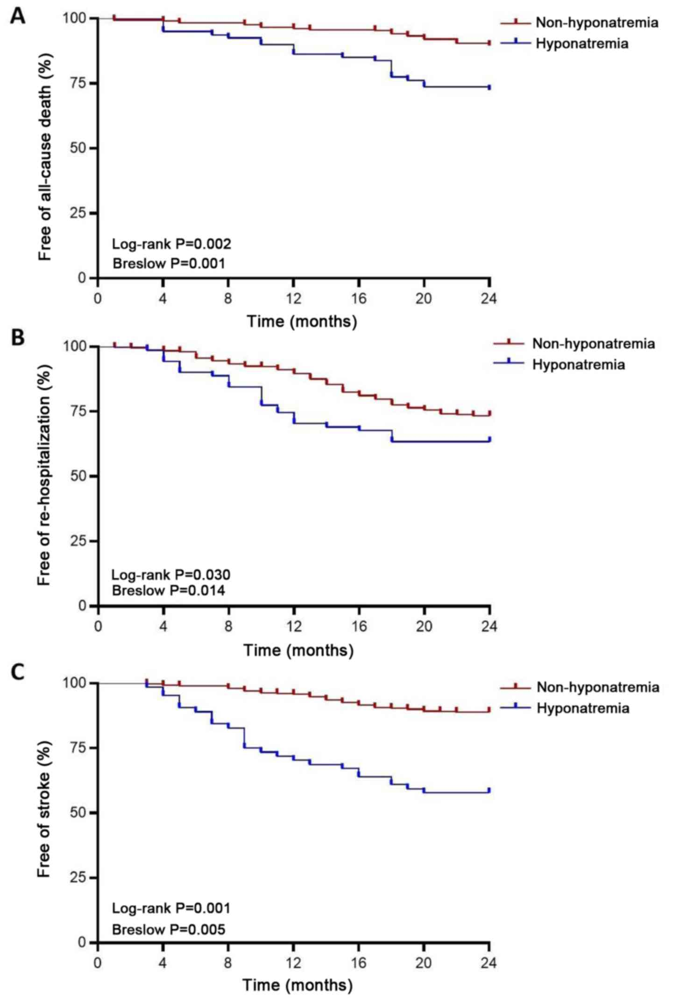 A
100
75
50
25
0
Free of all-cause death (%)
Non-hyponatremia
Hyponatremia
Log-rank P=0.002
Breslow P=0.001
0 4 8 12 16 20 24
Time (months)
B
100
75
50
25
0
Free of re-hospitalization (%)
Non-hyponatremia
Hyponatremia
Log-rank P=0.030
Breslow P=0.014
0 4 8 12 16 20 24
Time (months)
C
100
75
50
25
0
Free of stroke (%)
Non-hyponatremia
Hyponatremia
Log-rank P=0.001
Breslow P=0.005
0 4 8 12 16 20 24
Time (months)